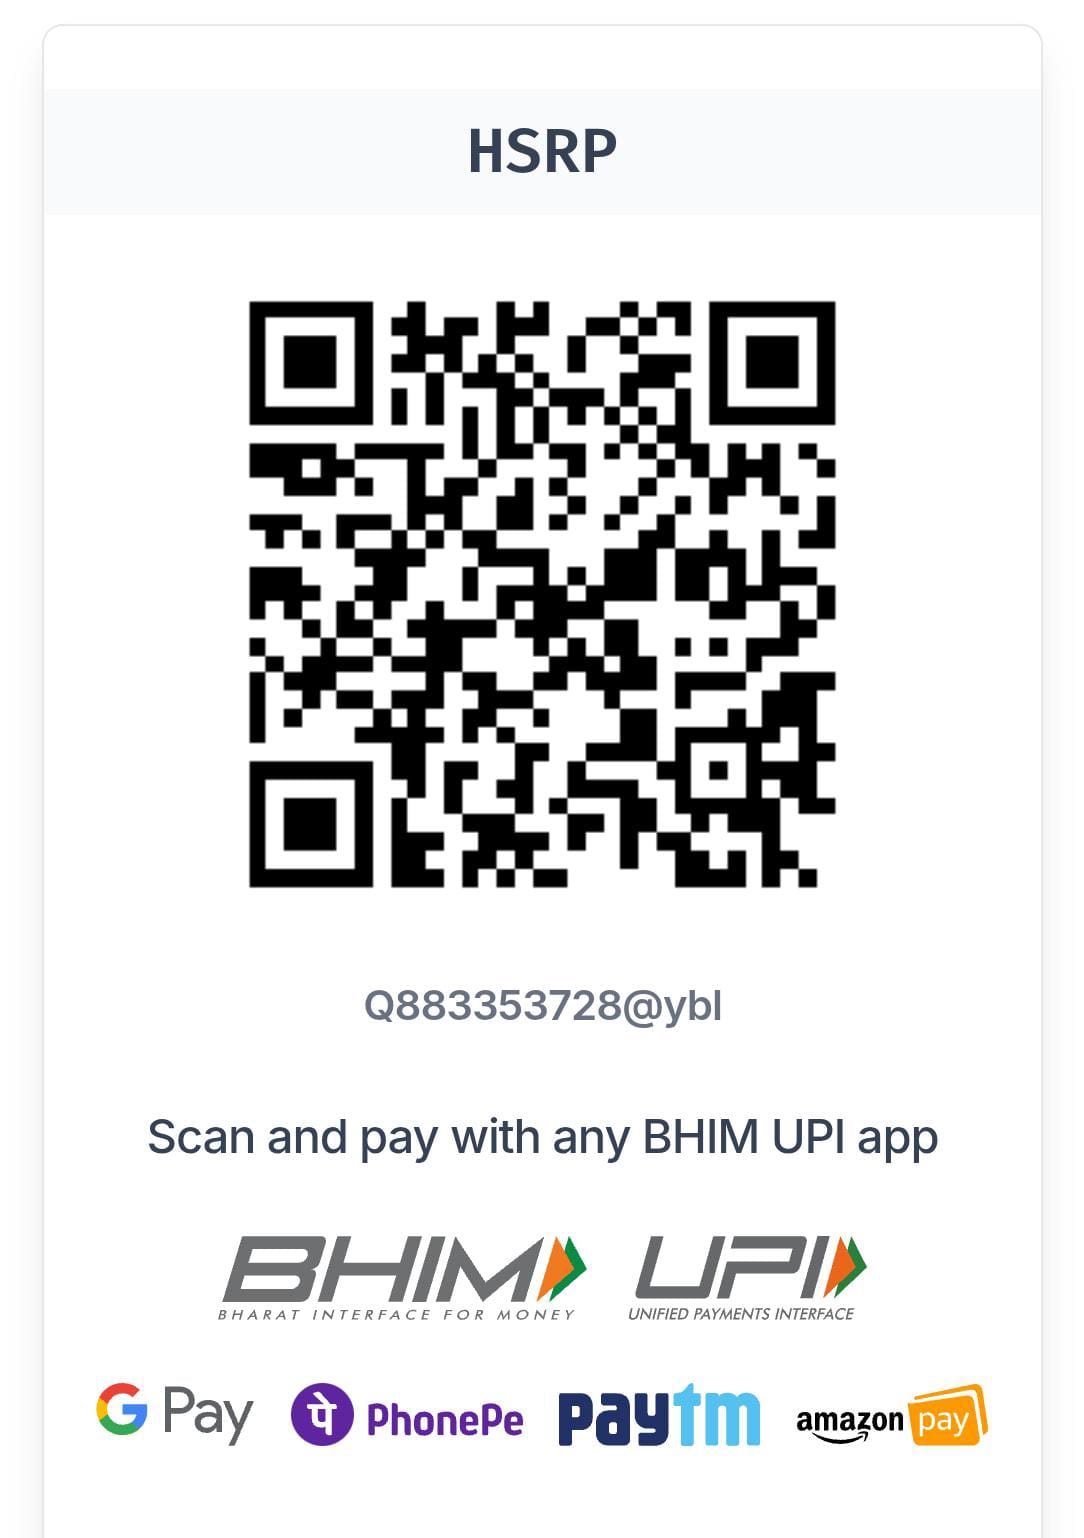 HSRP
Q883353728@ybl
Scan and pay with any BHIM UPI app
BHIM UPI
BHARAT INTERFACE FOR MONEY UNIFIED PAYMENTS INTERFACE
G Pay पे PhonePe paytm amazon pay